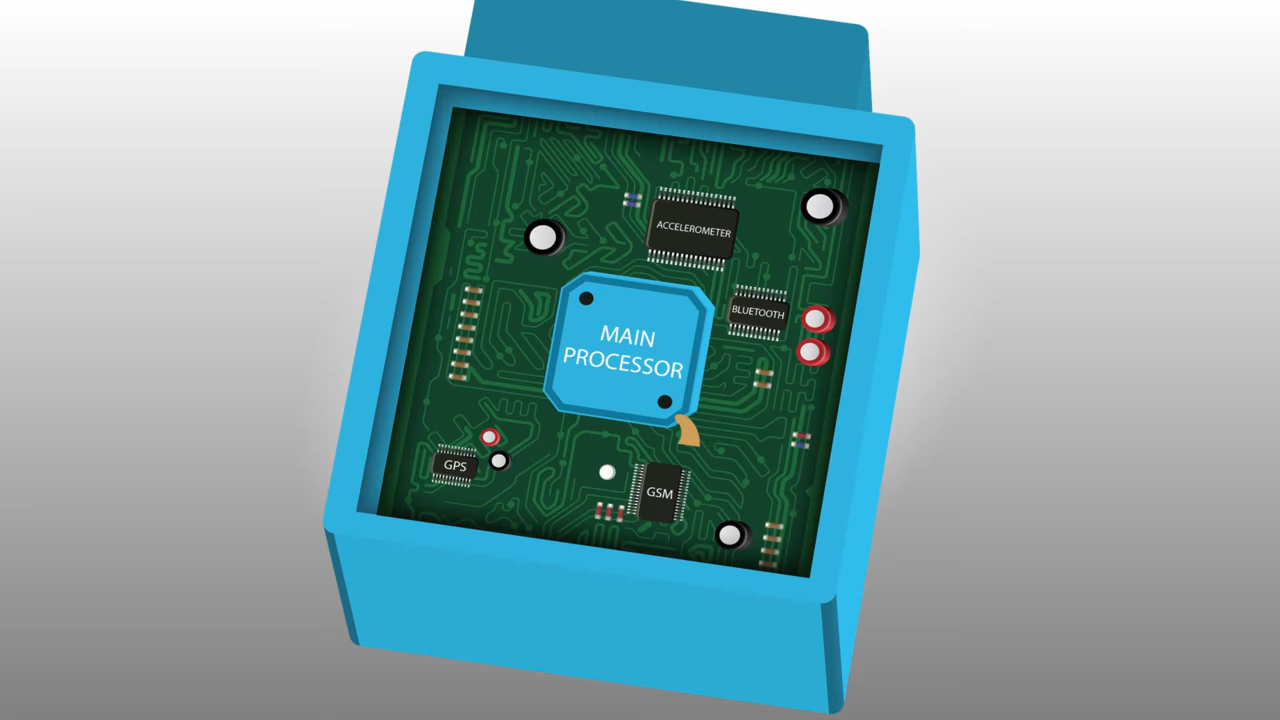 ACCELEROMETER
BLUETOOTH
MAIN
PROCESSOR
GPS
GSM